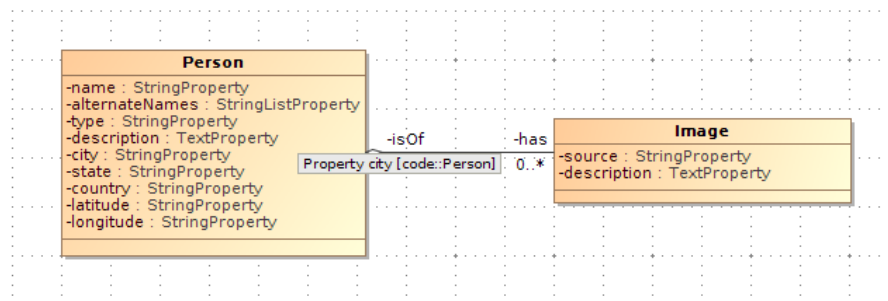 Person
-name : StringProperty
-alternateNames : StringListProperty
-type : StringProperty
-description : TextProperty
-city : StringProperty
-state : StringProperty
-country : StringProperty
-latitude : StringProperty
-longitude : StringProperty
-isOf
-has
Property city [code::Person]
0..*
Image
-source : StringProperty
-description : TextProperty